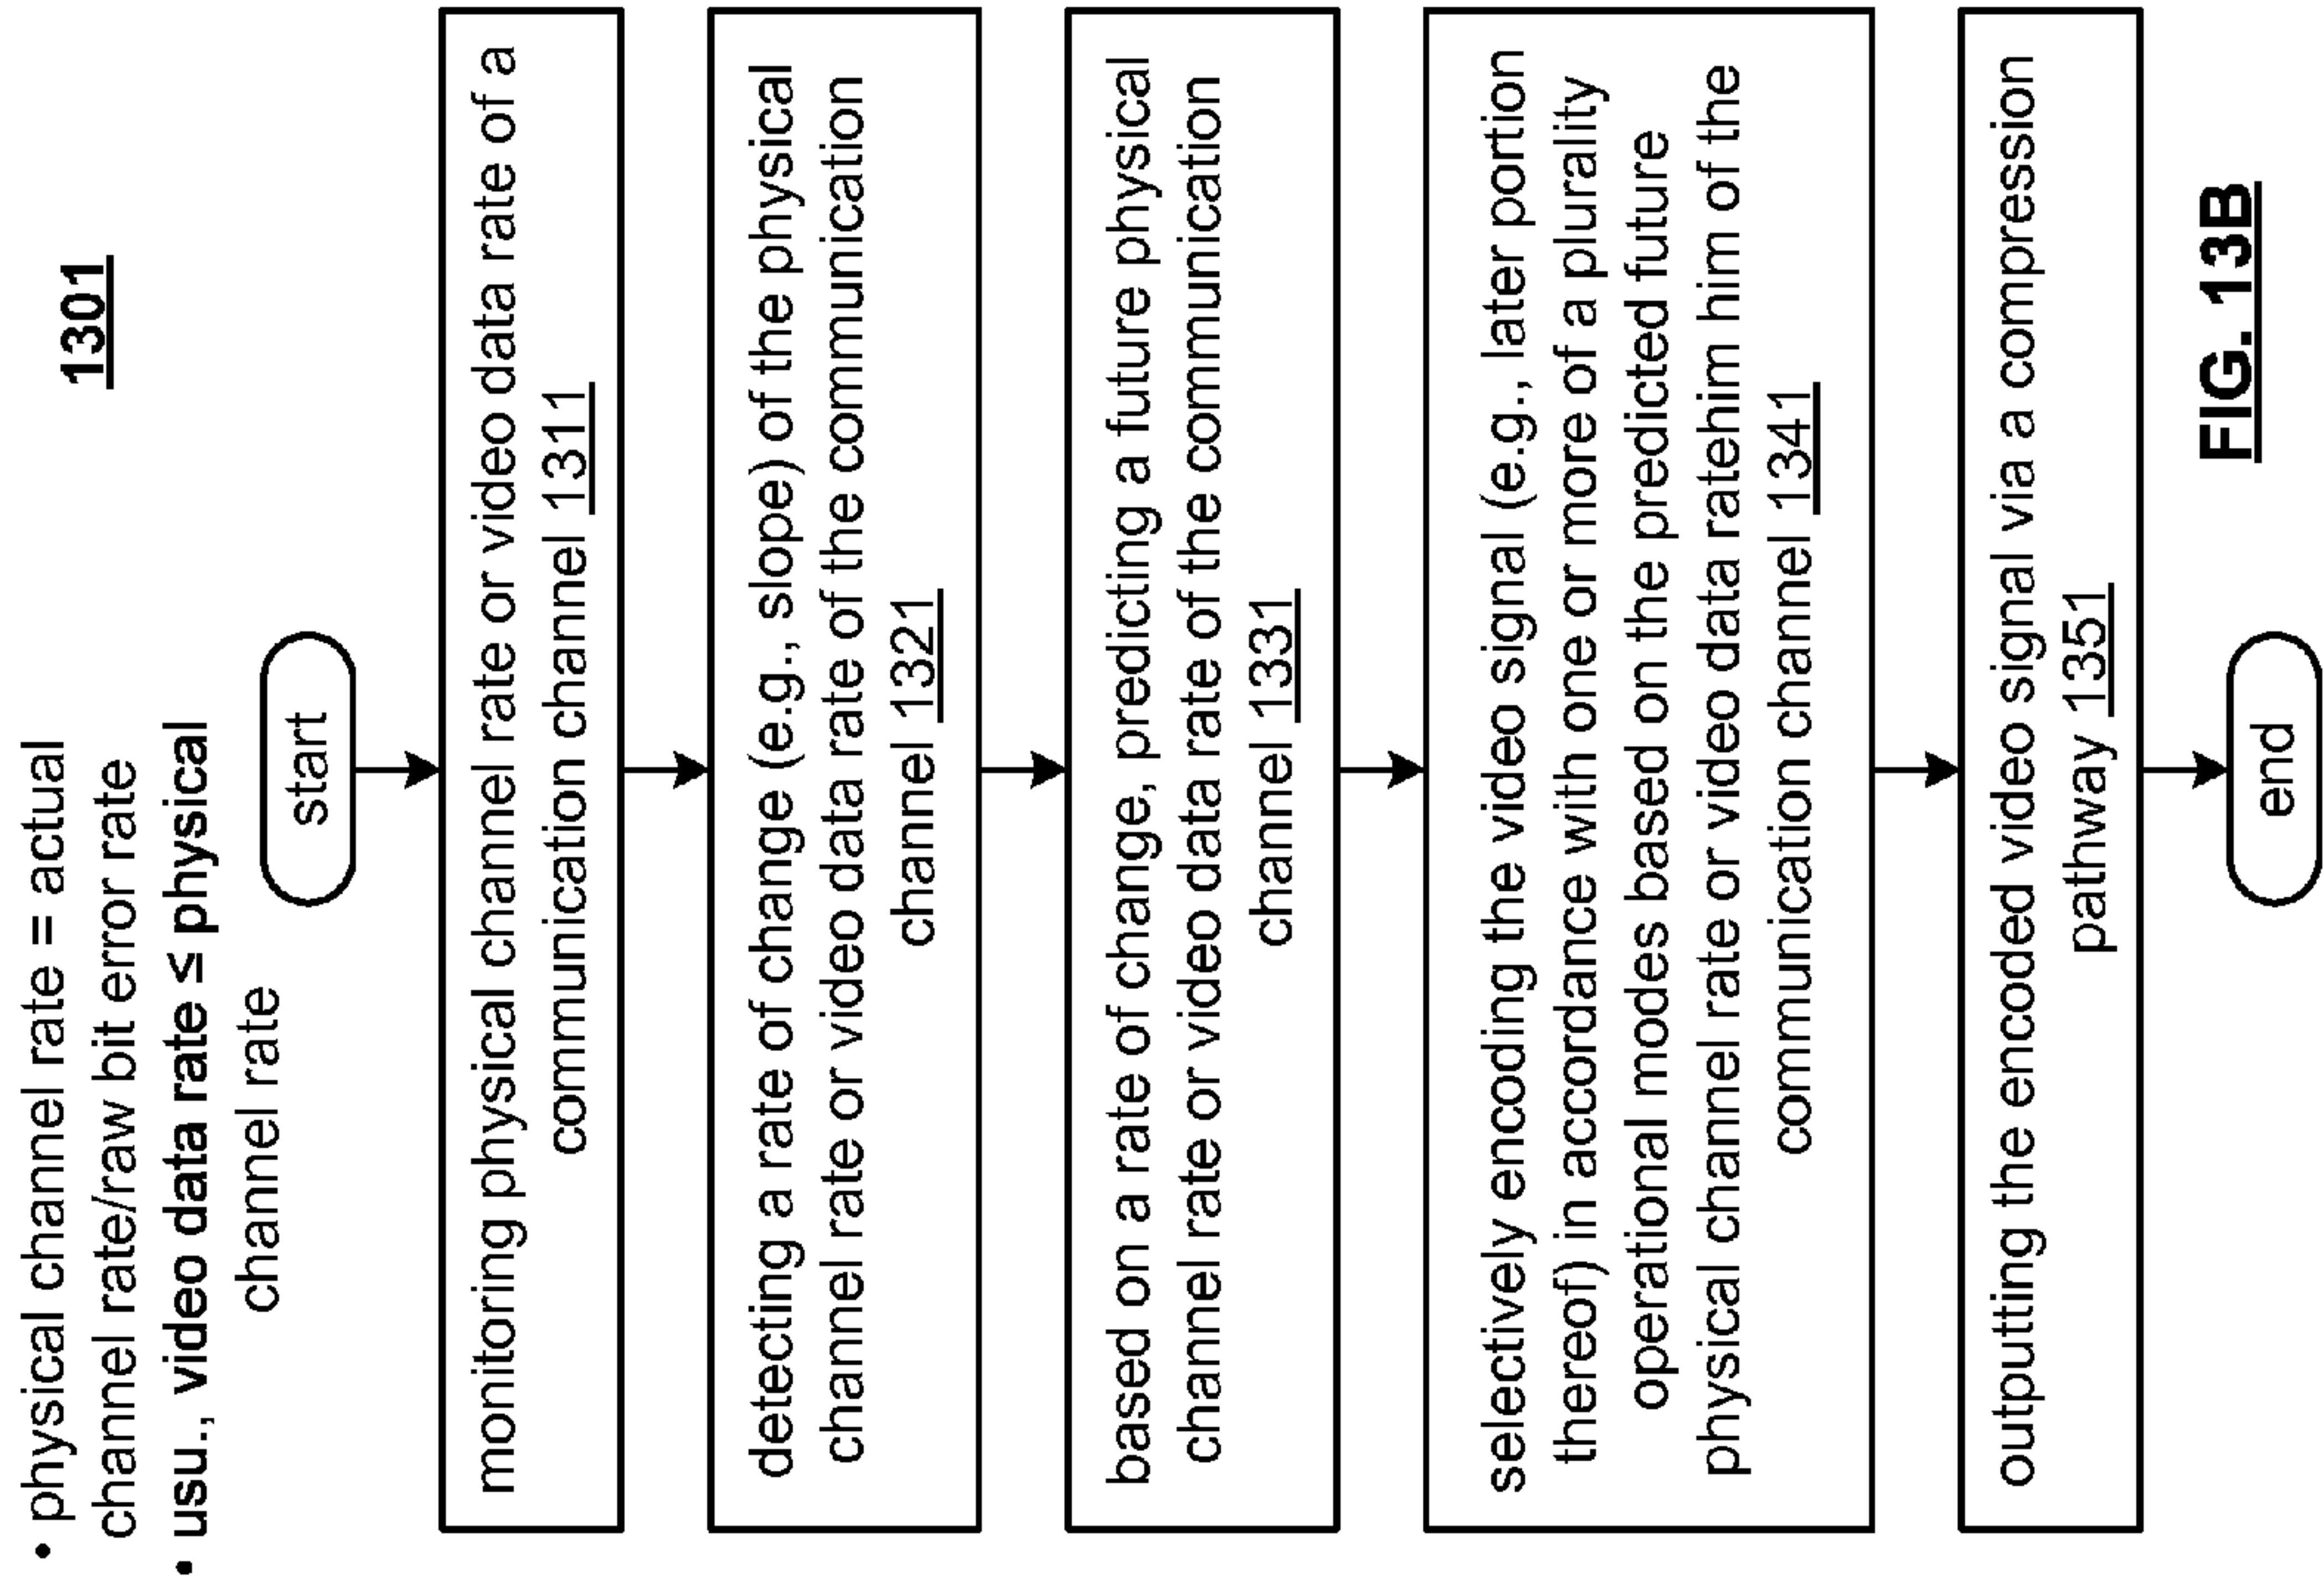 1301
• physical channel rate = actual
channel rate/raw bit error rate
• usu., video data rate ≤ physical
channel rate
start
monitoring physical channel rate or video data rate of a
communication channel 1311
detecting a rate of change (e.g., slope) of the physical
channel rate or video data rate of the communication
channel 1321
based on a rate of change, predicting a future physical
channel rate or video data rate of the communication
channel 1331
selectively encoding the video signal (e.g., later portion
thereof) in accordance with one or more of a plurality
operational modes based on the predicted future
physical channel rate or video data ratehim him of the
communication channel 1341
outputting the encoded video signal via a compression
pathway 1351
end
FIG. 13B